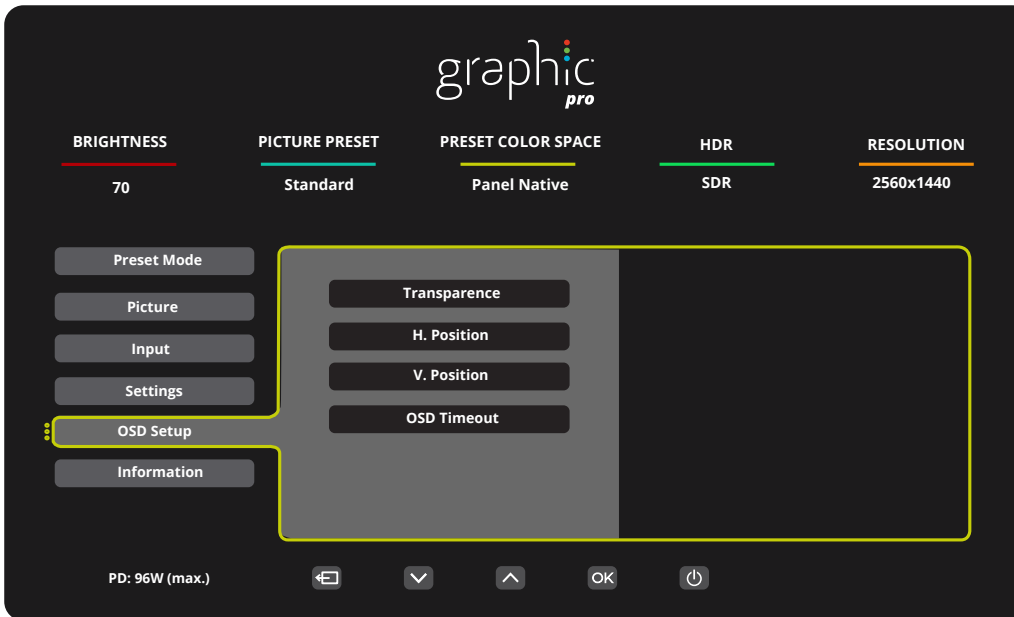 graphic
pro
BRIGHTNESS PICTURE PRESET PRESET COLOR SPACE HDR RESOLUTION
70 Standard Panel Native SDR 2560x1440
Preset Mode
Picture
Input
Settings
OSD Setup
Information
Transparence
H. Position
V. Position
OSD Timeout
PD: 96W (max.)
OK